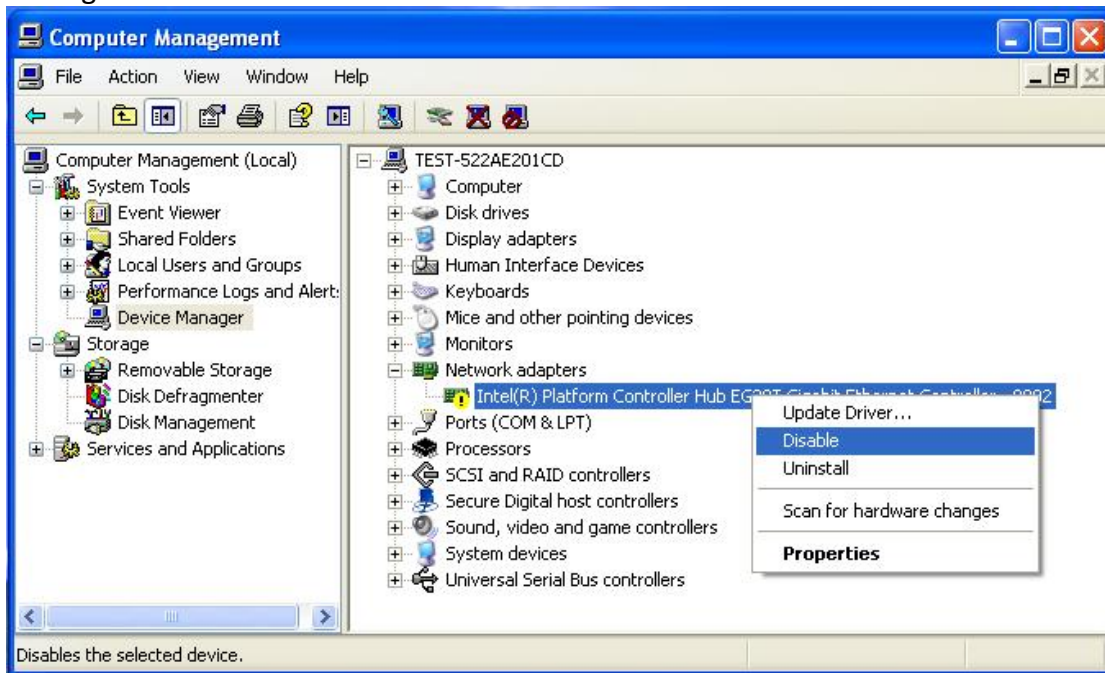 Computer Management
File Action View Window Help
Computer Management (Local)
System Tools
Event Viewer
Shared Folders
Local Users and Groups
Performance Logs and Alert
Device Manager
Storage
Removable Storage
Disk Defragmenter
Disk Management
Services and Applications
TEST-522AE201CD
Computer
Disk drives
Display adapters
Human Interface Devices
Keyboards
Mice and other pointing devices
Monitors
Network adapters
Intel(R) Platform Controller Hub EG20T Gigabit Ethernet Controller - 8802
Ports (COM & LPT)
Processors
SCSI and RAID controllers
Secure Digital host controllers
Sound, video and game controllers
System devices
Universal Serial Bus controllers
Update Driver...
Disable
Uninstall
Scan for hardware changes
Properties
Disables the selected device.